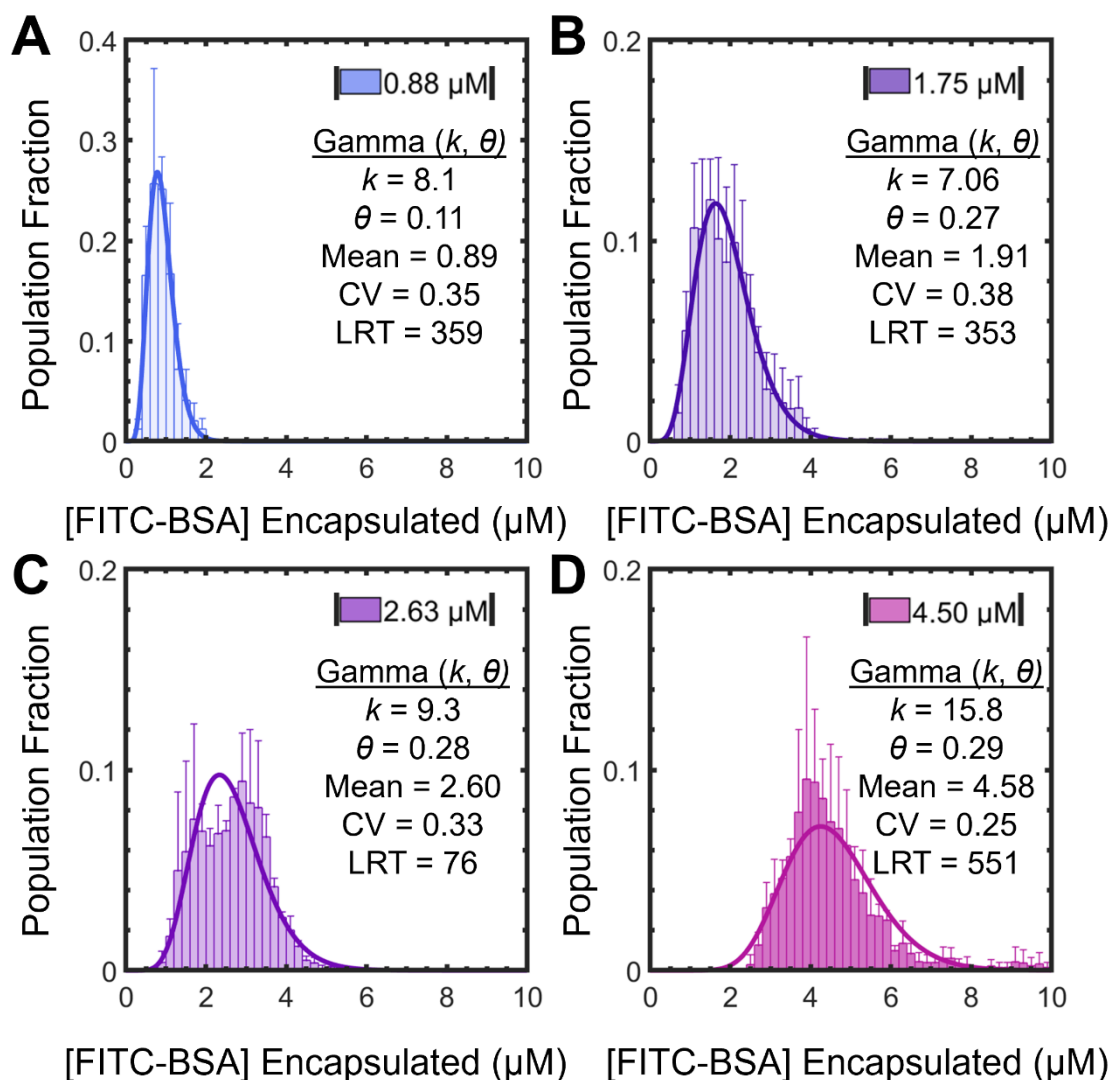 A
0.4
0.3
0.2
0.1
0
Population Fraction
0.88 µM
Gamma (k, θ)
k = 8.1
θ = 0.11
Mean = 0.89
CV = 0.35
LRT = 359
0 2 4 6 8 10
[FITC-BSA] Encapsulated (µM)
B
0.2
0.1
0
Population Fraction
1.75 µM
Gamma (k, θ)
k = 7.06
θ = 0.27
Mean = 1.91
CV = 0.38
LRT = 353
0 2 4 6 8 10
[FITC-BSA] Encapsulated (µM)
C
0.2
0.1
0
Population Fraction
2.63 µM
Gamma (k, θ)
k = 9.3
θ = 0.28
Mean = 2.60
CV = 0.33
LRT = 76
0 2 4 6 8 10
[FITC-BSA] Encapsulated (µM)
D
0.2
0.1
0
Population Fraction
4.50 µM
Gamma (k, θ)
k = 15.8
θ = 0.29
Mean = 4.58
CV = 0.25
LRT = 551
0 2 4 6 8 10
[FITC-BSA] Encapsulated (µM)